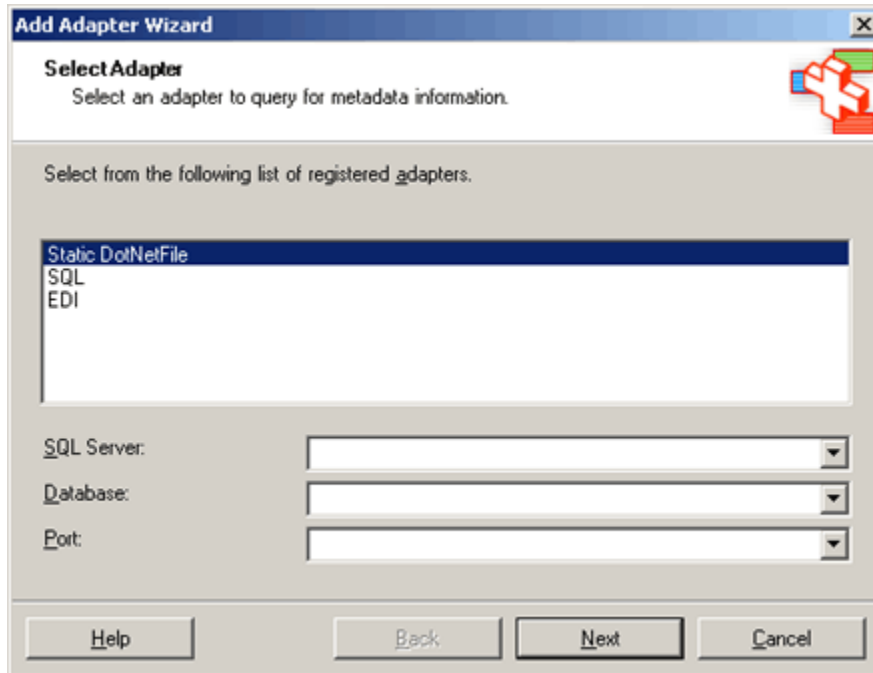 Add Adapter Wizard
Select Adapter
Select an adapter to query for metadata information.
Select from the following list of registered adapters.
Static DotNetFile
SQL
EDI
SQL Server:
Database:
Port:
Help Back Next Cancel